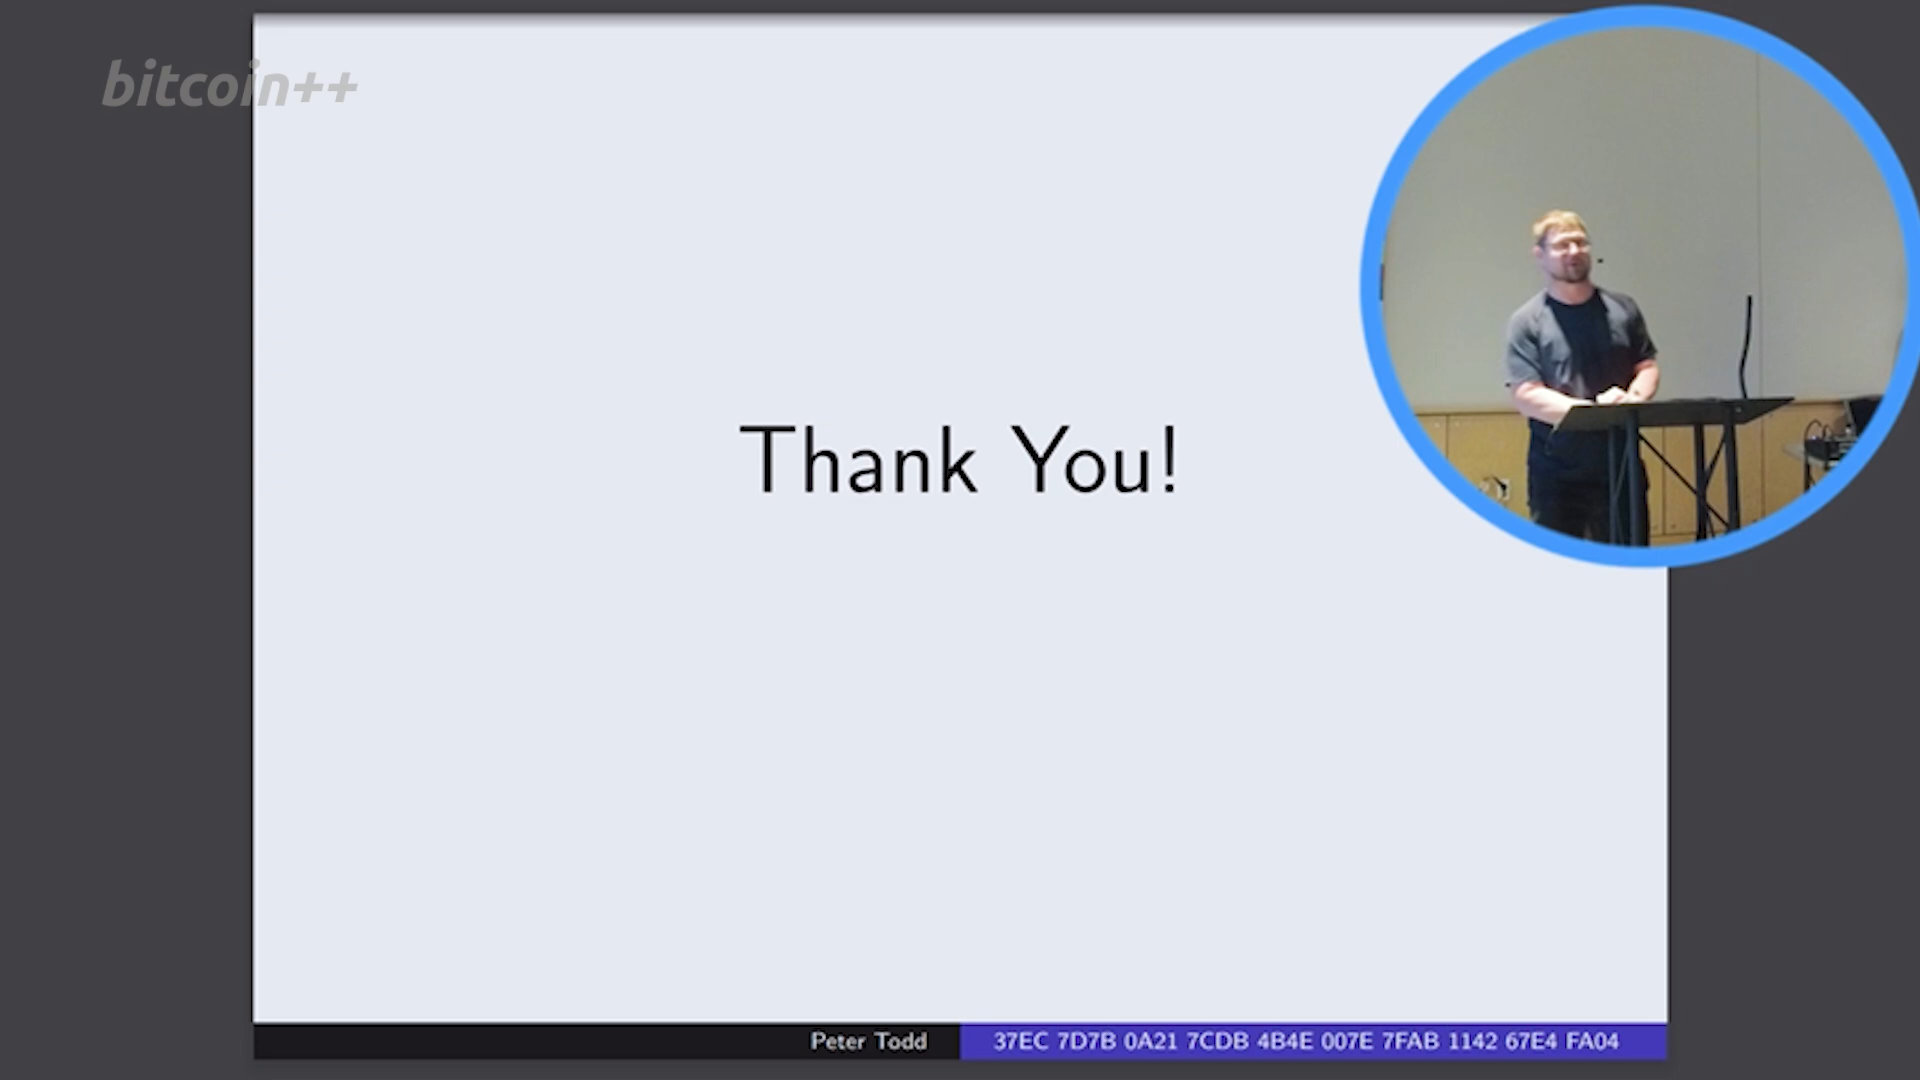 bitcoin++
Thank You!
Peter Todd
37EC 7D7B 0A21 7CDB 4B4E 007E 7FAB 1142 67E4 FA04